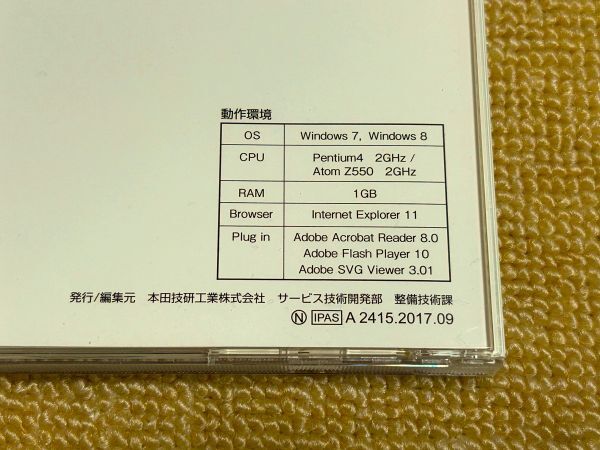 動作環境
OS Windows 7, Windows 8
CPU Pentium4 2GHz /
Atom Z550 2GHz
RAM 1GB
Browser Internet Explorer 11
Plug in Adobe Acrobat Reader 8.0
Adobe Flash Player 10
Adobe SVG Viewer 3.01
発行/編集元 本田技研工業株式会社 サービス技術開発部 整備技術課
Ⓝ IPAS A 2415.2017.09